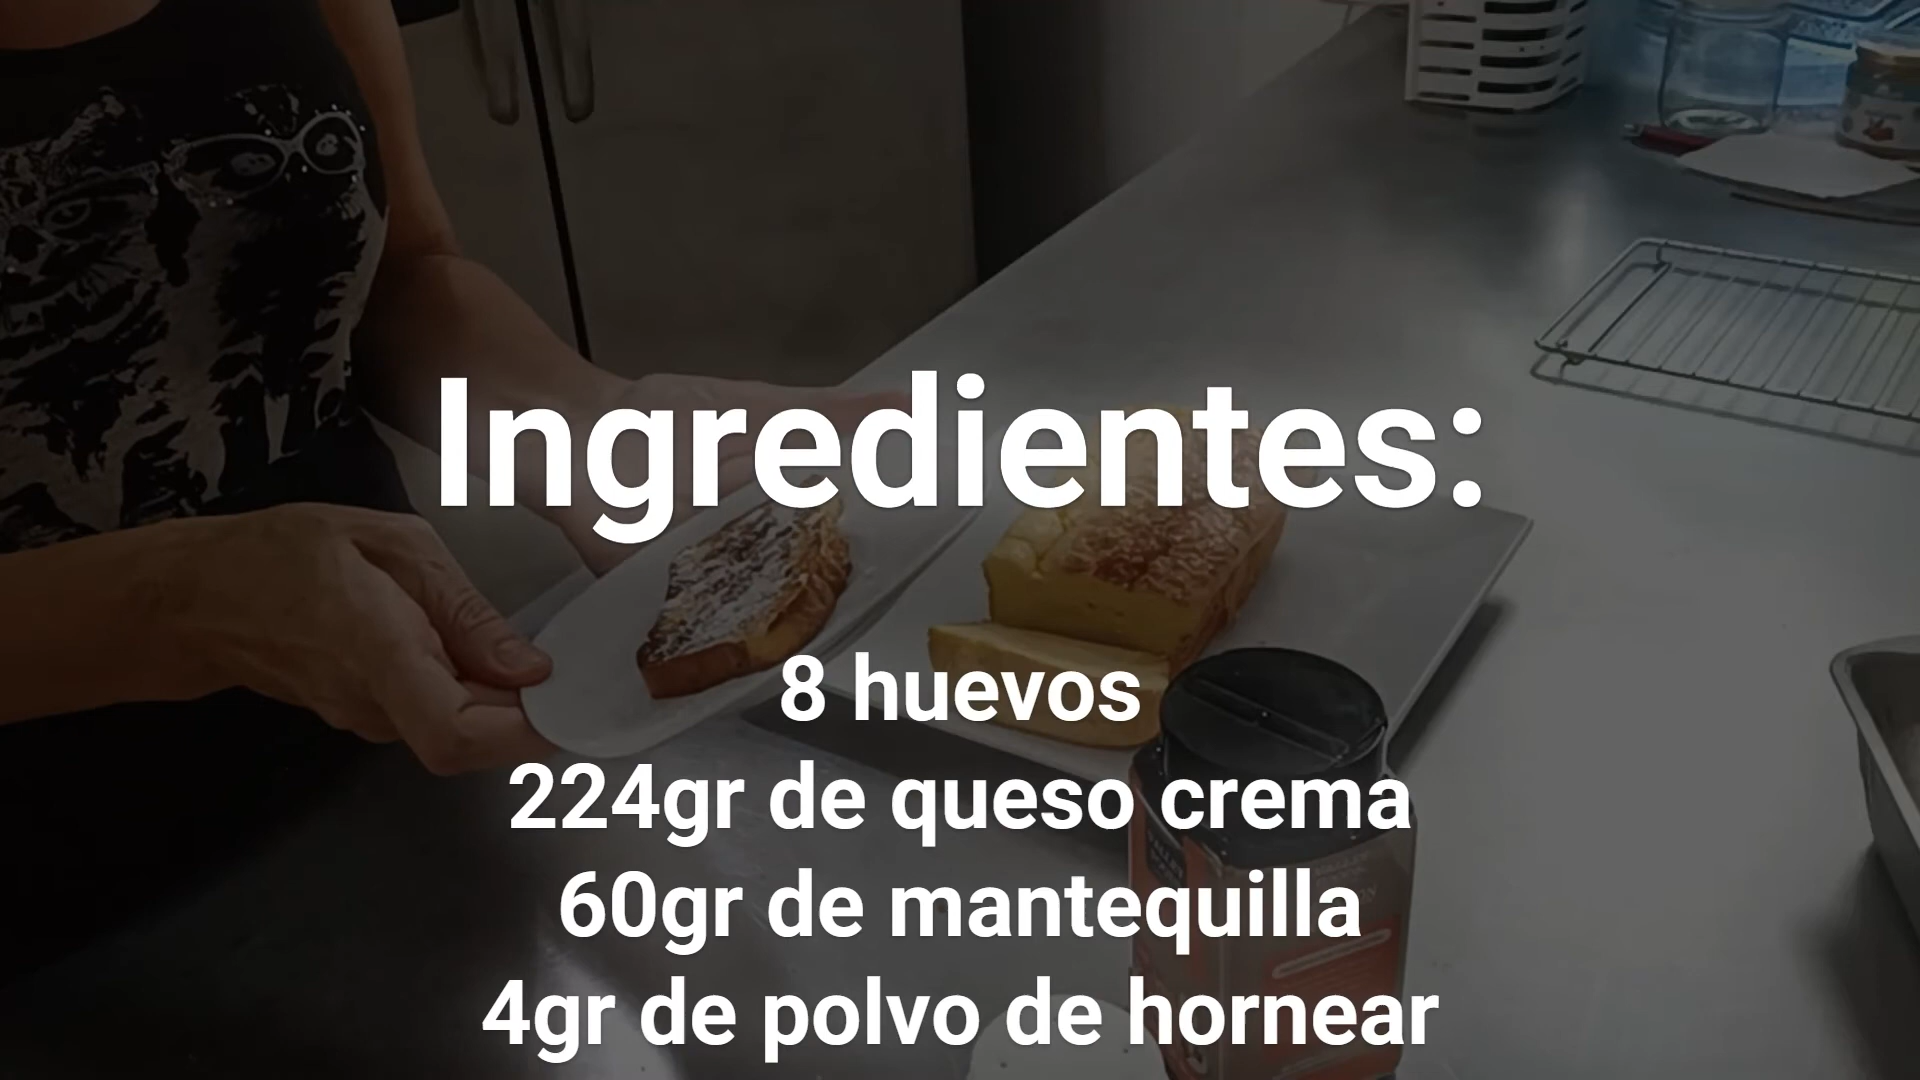 Ingredientes:
8 huevos
224gr de queso crema
60gr de mantequilla
4gr de polvo de hornear